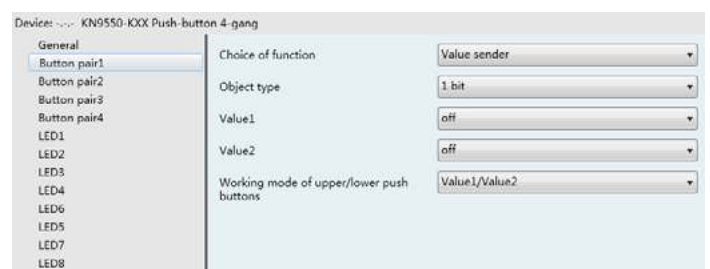 Device: -.-.- KN9550-KXX Push-button 4-gang
General
Button pair1
Button pair2
Button pair3
Button pair4
LED1
LED2
LED3
LED4
LED6
LED5
LED7
LED8
Choice of function Value sender
Object type 1 bit
Value1 off
Value2 off
Working mode of upper/lower push Value1/Value2
buttons